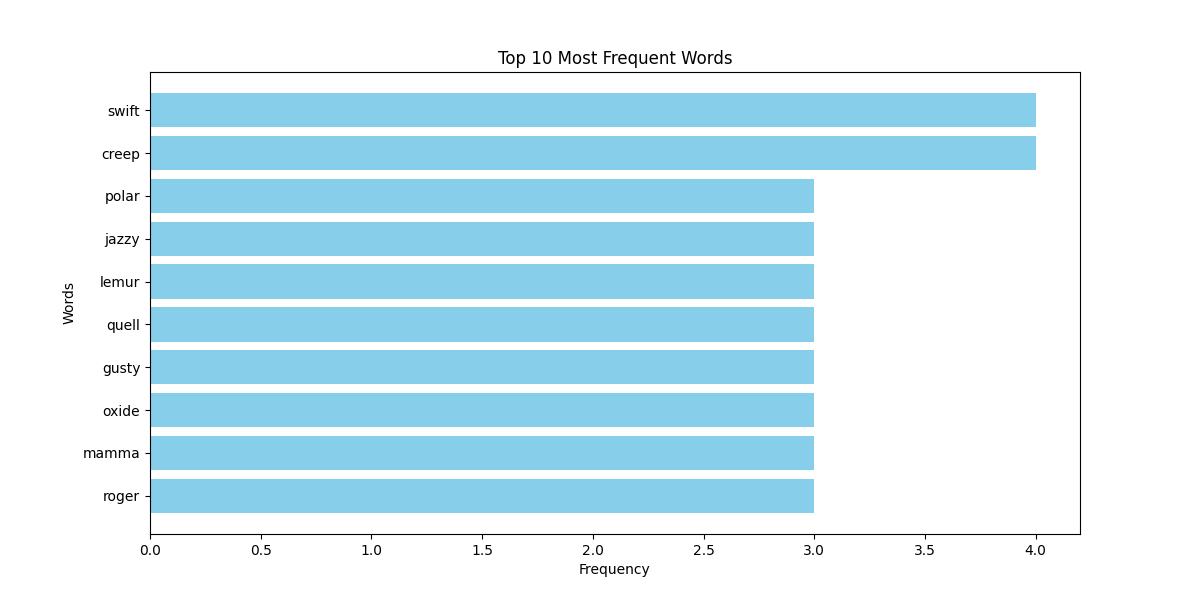 Top 10 Most Frequent Words
swift
creep
polar
jazzy
lemur
quell
gusty
oxide
mamma
roger
Words
0.0 0.5 1.0 1.5 2.0 2.5 3.0 3.5 4.0
Frequency